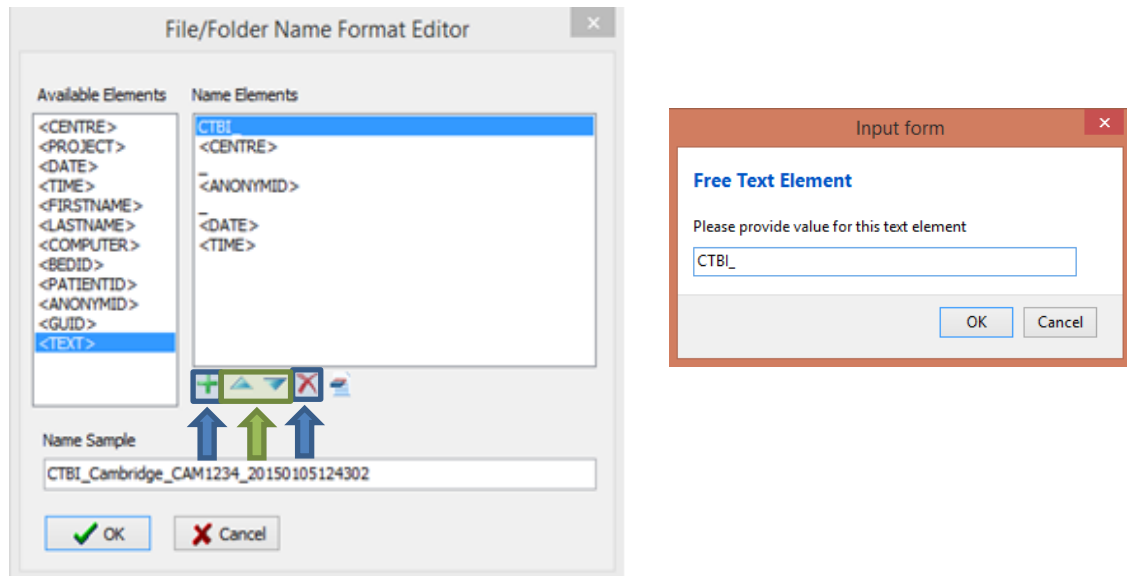 File/Folder Name Format Editor
Available Elements
<CENTRE>
<PROJECT>
<DATE>
<TIME>
<FIRSTNAME>
<LASTNAME>
<COMPUTER>
<BEDID>
<PATIENTID>
<ANONYMID>
<GUID>
<TEXT>
Name Elements
CTBI_
<CENTRE>
_
<ANONYMID>
_
<DATE>
<TIME>
Name Sample
CTBI_Cambridge_CAM1234_20150105124302
OK
Cancel
Input form
Free Text Element
Please provide value for this text element
CTBI_
OK
Cancel